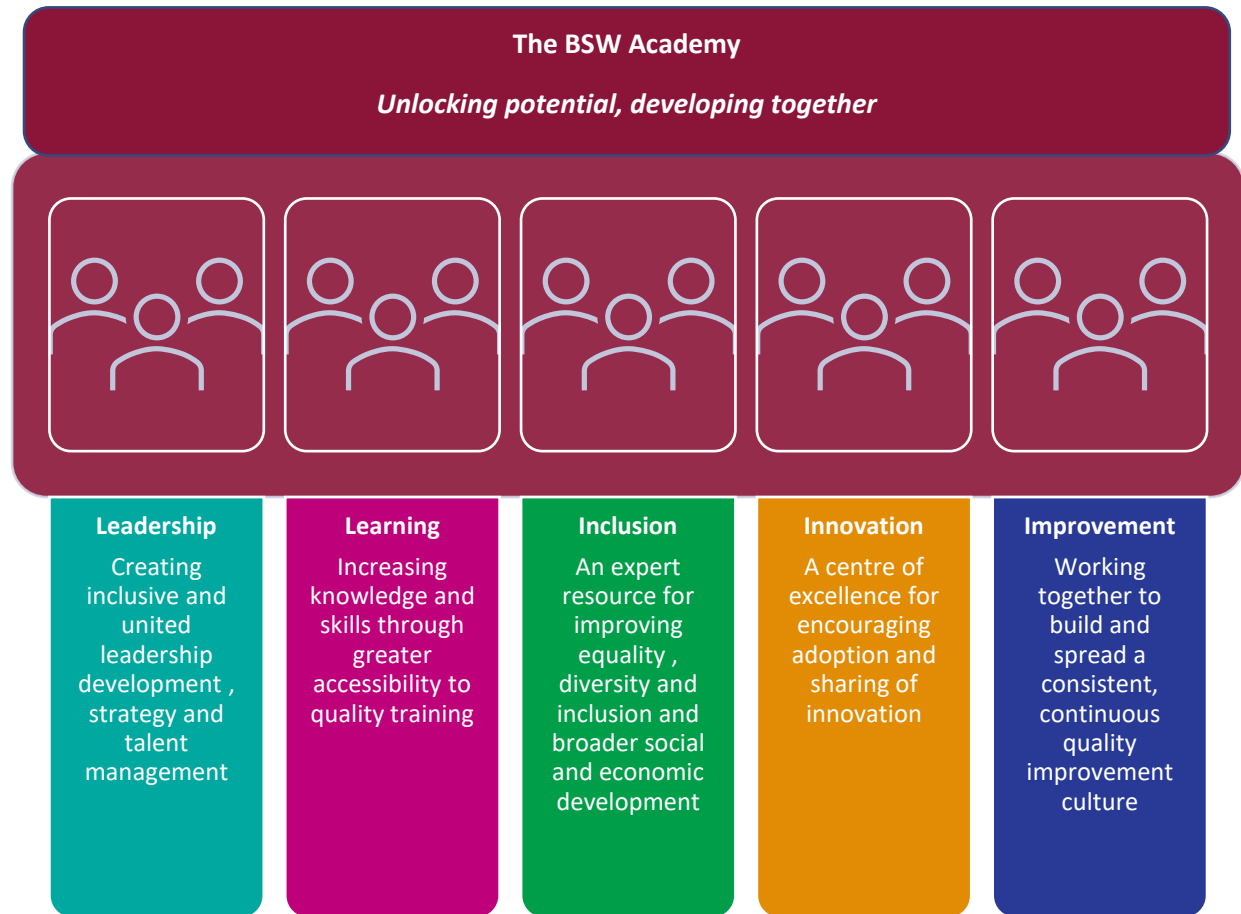 The BSW Academy
Unlocking potential, developing together
Leadership
Creating
inclusive and
united
leadership
development ,
strategy and
talent
management
Learning
Increasing
knowledge and
skills through
greater
accessibility to
quality training
Inclusion
An expert
resource for
improving
equality ,
diversity and
inclusion and
broader social
and economic
development
Innovation
A centre of
excellence for
encouraging
adoption and
sharing of
innovation
Improvement
Working
together to
build and
spread a
consistent,
continuous
quality
improvement
culture